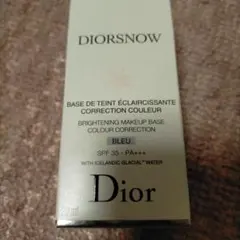 DIORSNOW
BASE DE TEINT ÉCLAIRCISSANTE
CORRECTION COULEUR
BRIGHTENING MAKEUP BASE
COLOUR CORRECTION
BLEU
SPF 35 - PA+++
*WITH ICELANDIC GLACIAL™ WATER
Dior